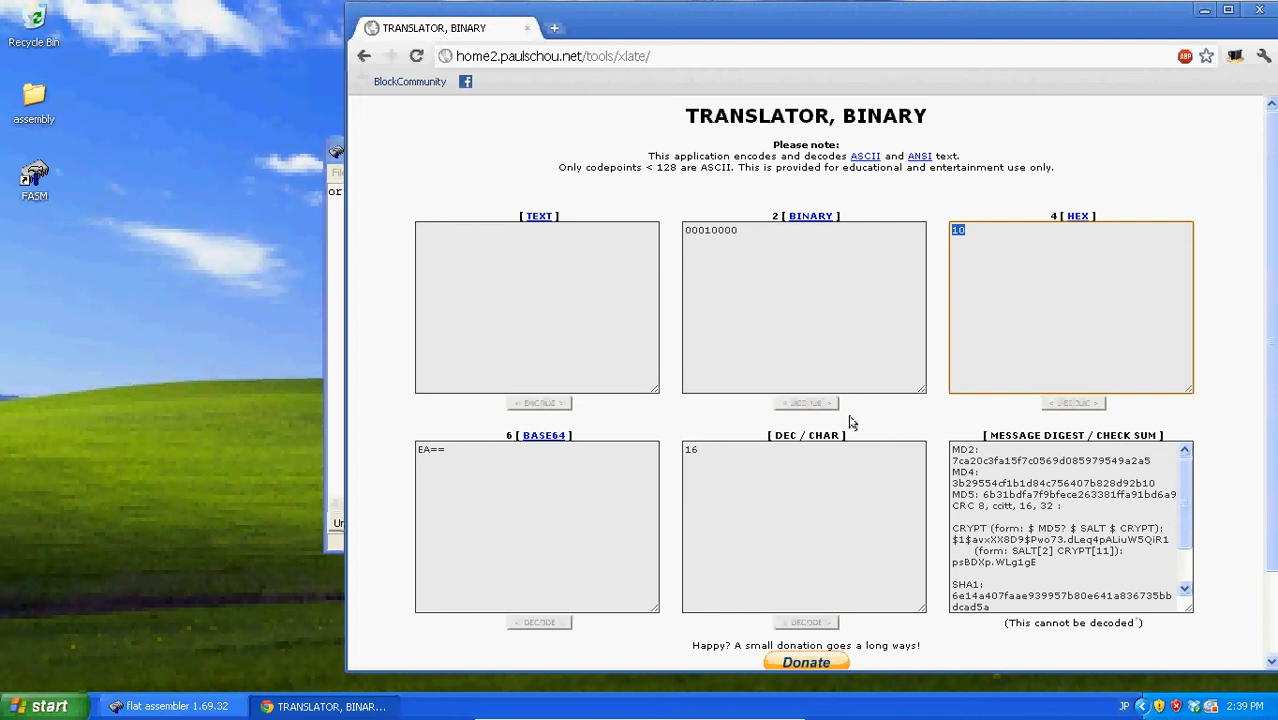 Recycle Bin
assembly
FASM
TRANSLATOR, BINARY
home2.paulschou.net/tools/xlate/
ABP
BlockCommunity
TRANSLATOR, BINARY
Please note:
This application encodes and decodes ASCII and ANSI text.
Only codepoints < 128 are ASCII. This is provided for educational and entertainment use only.
[ TEXT ]
2 [ BINARY ]
4 [ HEX ]
00010000
10
6 [ BASE64 ]
[ DEC / CHAR ]
[ MESSAGE DIGEST / CHECK SUM ]
EA==
16
MD2:
7ca20c3fa15f7c0569d085979549a2a5
MD4:
3b29554cf1b1d84c756407b828d92b10
MD5: 6b31bdfa7f9bfece263381ffa91bd6a9
CRC 8, ccitt, 16, 32 :
CRYPT (form: $ MD5? $ SALT $ CRYPT):
$1$avxXX8D9$Pwo73.dLeq4pALiuW5QiR1
(form: SALT[2] CRYPT[11]):
psBDXp.WLg1gE
SHA1:
6e14a407faae939957b80e641a836735bb
dcad5a
< DECODE >
< DECODE >
(This cannot be decoded*)
Happy? A small donation goes a long ways!
Donate
start
flat assembler 1.69.32
TRANSLATOR, BINAR...
JP
2:39 PM